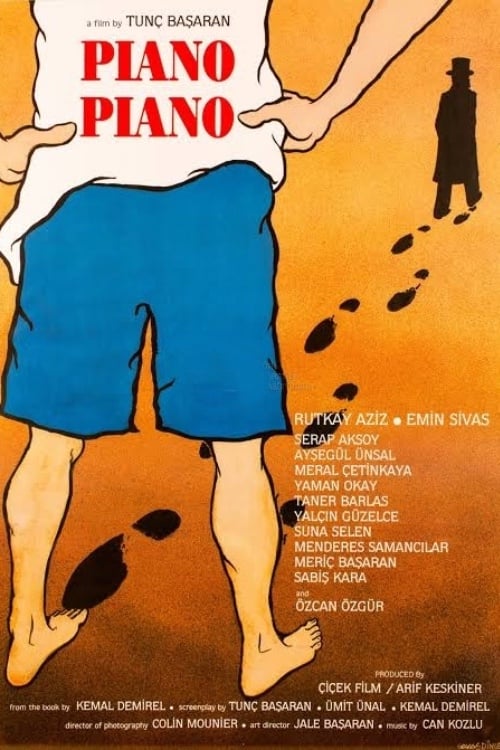 a film by TUNÇ BAŞARAN
PIANO
PIANO
RUTKAY AZİZ ● EMİN SİVAS
SERAP AKSOY
AYŞEGÜL ÜNSAL
MERAL ÇETİNKAYA
YAMAN OKAY
TANER BARLAS
YALÇIN GÜZELCE
SUNA SELEN
MENDERES SAMANCILAR
MERİÇ BAŞARAN
SABİŞ KARA
and
ÖZCAN ÖZGÜR
PRODUCED BY
ÇİÇEK FİLM / ARİF KESKİNER
from the book by KEMAL DEMİREL • screenplay by TUNÇ BAŞARAN • ÜMİT ÜNAL • KEMAL DEMİREL
director of photography COLIN MOUNIER • art director JALE BAŞARAN • music by CAN KOZLU